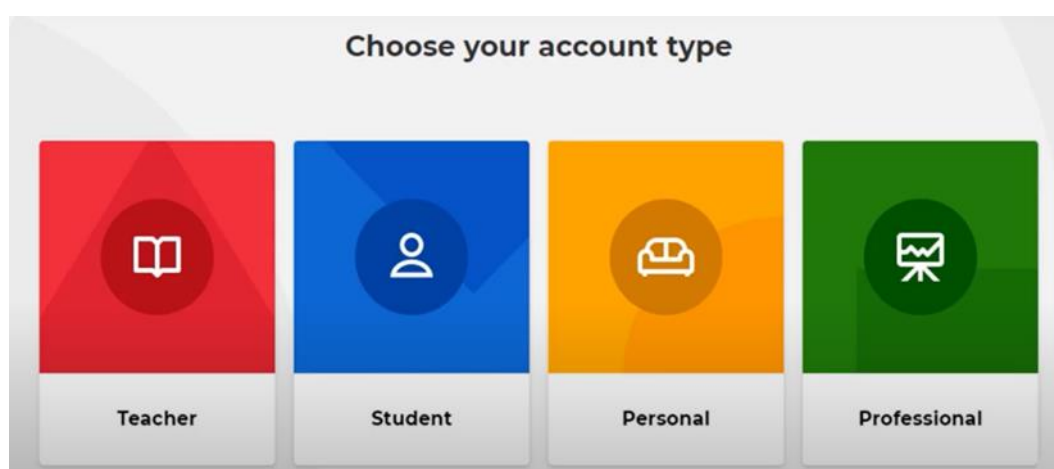 Choose your account type
Teacher
Student
Personal
Professional